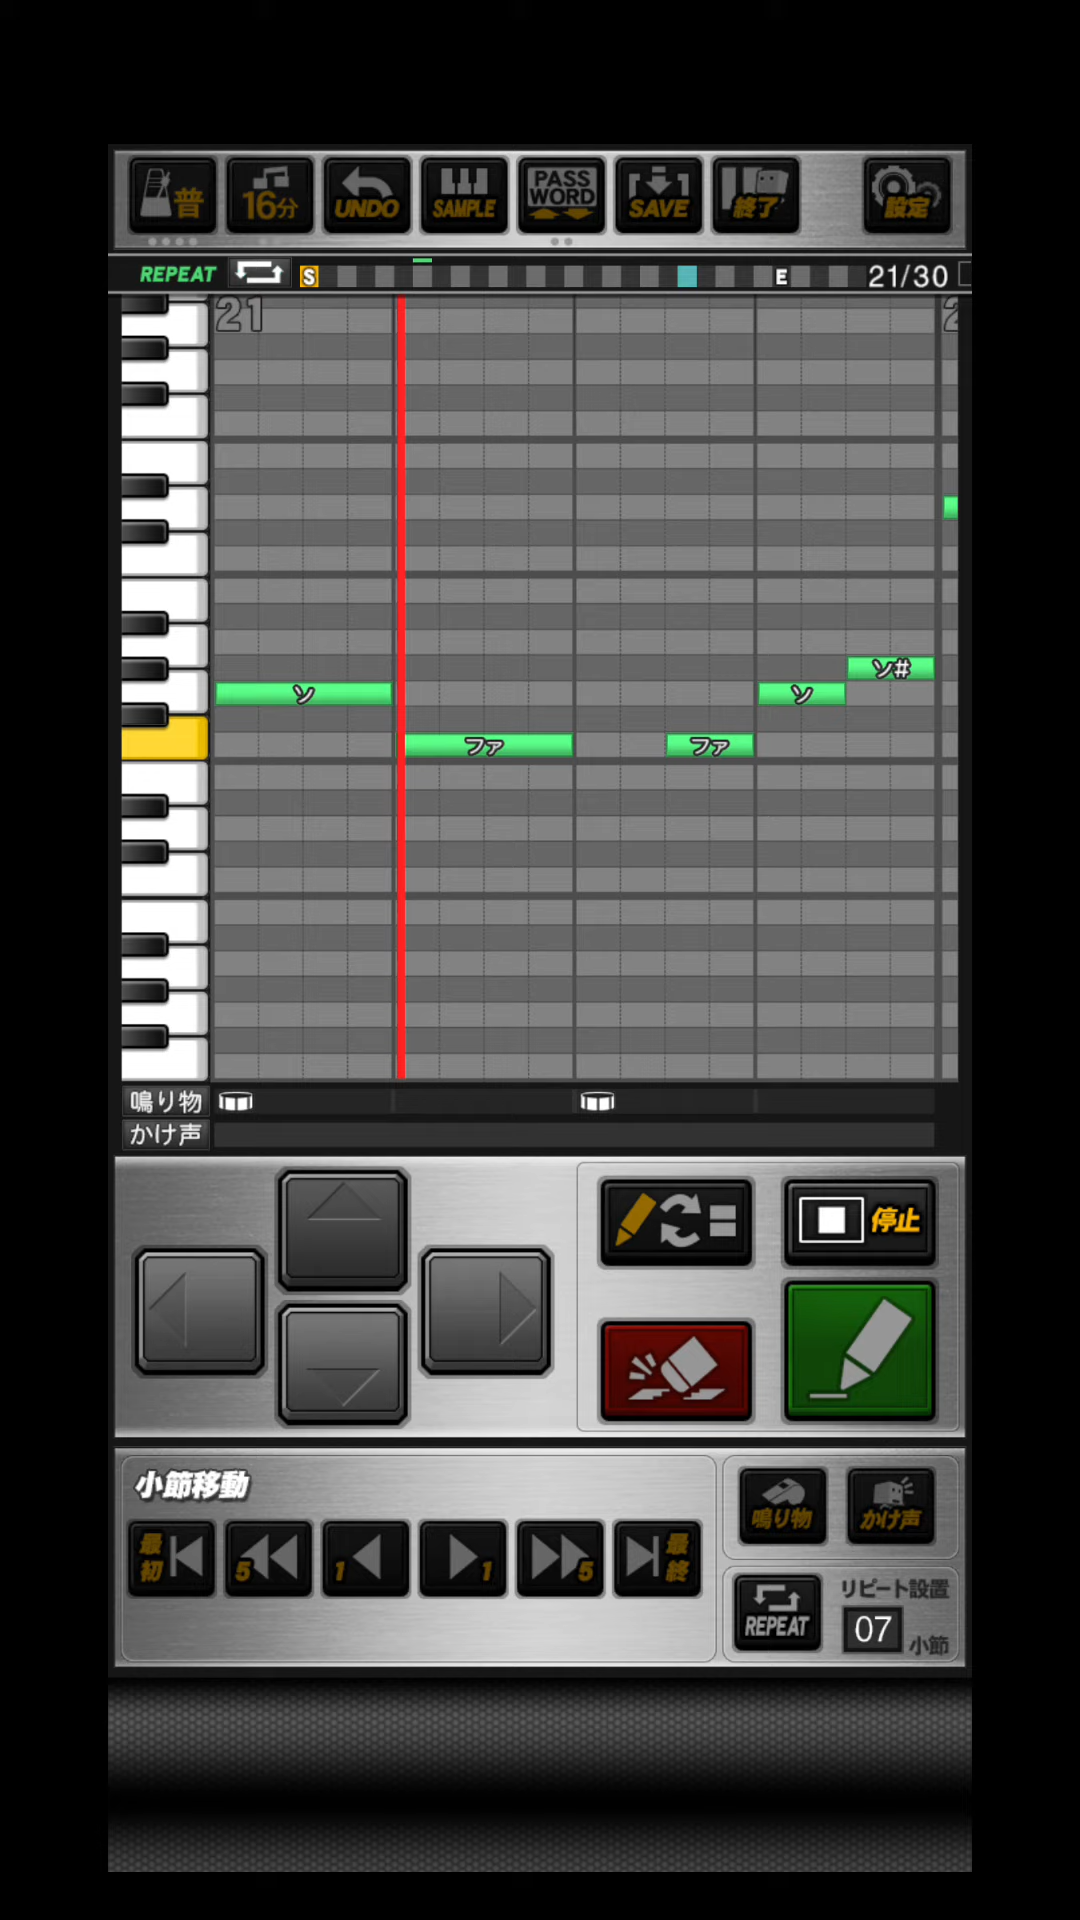 普 16分 UNDO SAMPLE PASS WORD SAVE 終了 設定
REPEAT S E 21/30
21
ソ#
ソ ソ
ファ ファ
鳴り物
かけ声
停止
小節移動
鳴り物 かけ声
最初 5 1 1 5 最終
REPEAT リピート設置 07 小節